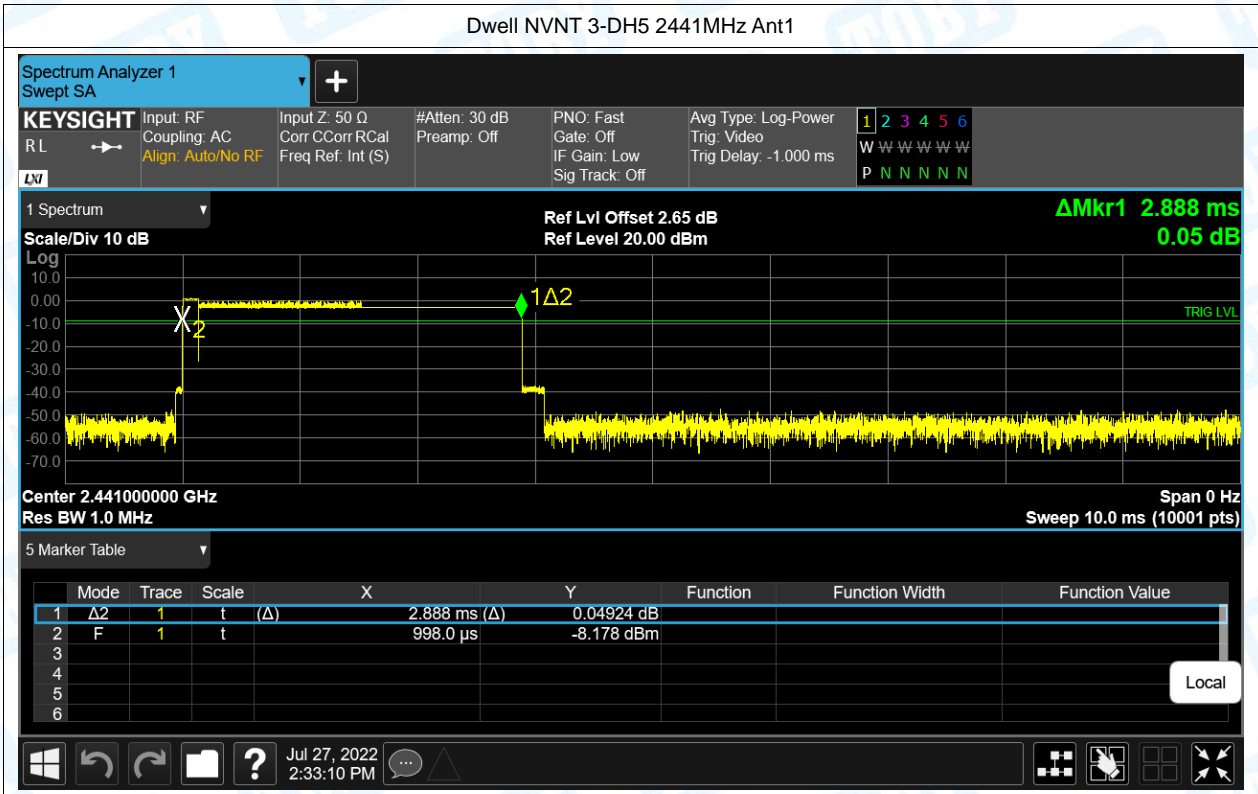 Dwell NVNT 3-DH5 2441MHz Ant1
Spectrum Analyzer 1
Swept SA
KEYSIGHT
RL
LXI
Input: RF
Coupling: AC
Align: Auto/No RF
Input Z: 50 Ω
Corr CCorr RCal
Freq Ref: Int (S)
#Atten: 30 dB
Preamp: Off
PNO: Fast
Gate: Off
IF Gain: Low
Sig Track: Off
Avg Type: Log-Power
Trig: Video
Trig Delay: -1.000 ms
1 2 3 4 5 6
W W W W W W
P N N N N N
1 Spectrum
Scale/Div 10 dB
Ref Lvl Offset 2.65 dB
Ref Level 20.00 dBm
ΔMkr1 2.888 ms
0.05 dB
Log
10.0
0.00
-10.0
-20.0
-30.0
-40.0
-50.0
-60.0
-70.0
X
2
1Δ2
TRIG LVL
Center 2.441000000 GHz
Res BW 1.0 MHz
Span 0 Hz
Sweep 10.0 ms (10001 pts)
5 Marker Table
Mode Trace Scale X Y Function Function Width Function Value
1 Δ2 1 t (Δ) 2.888 ms (Δ) 0.04924 dB
2 F 1 t 998.0 µs -8.178 dBm
3
4
5
6
Local
?
Jul 27, 2022
2:33:10 PM